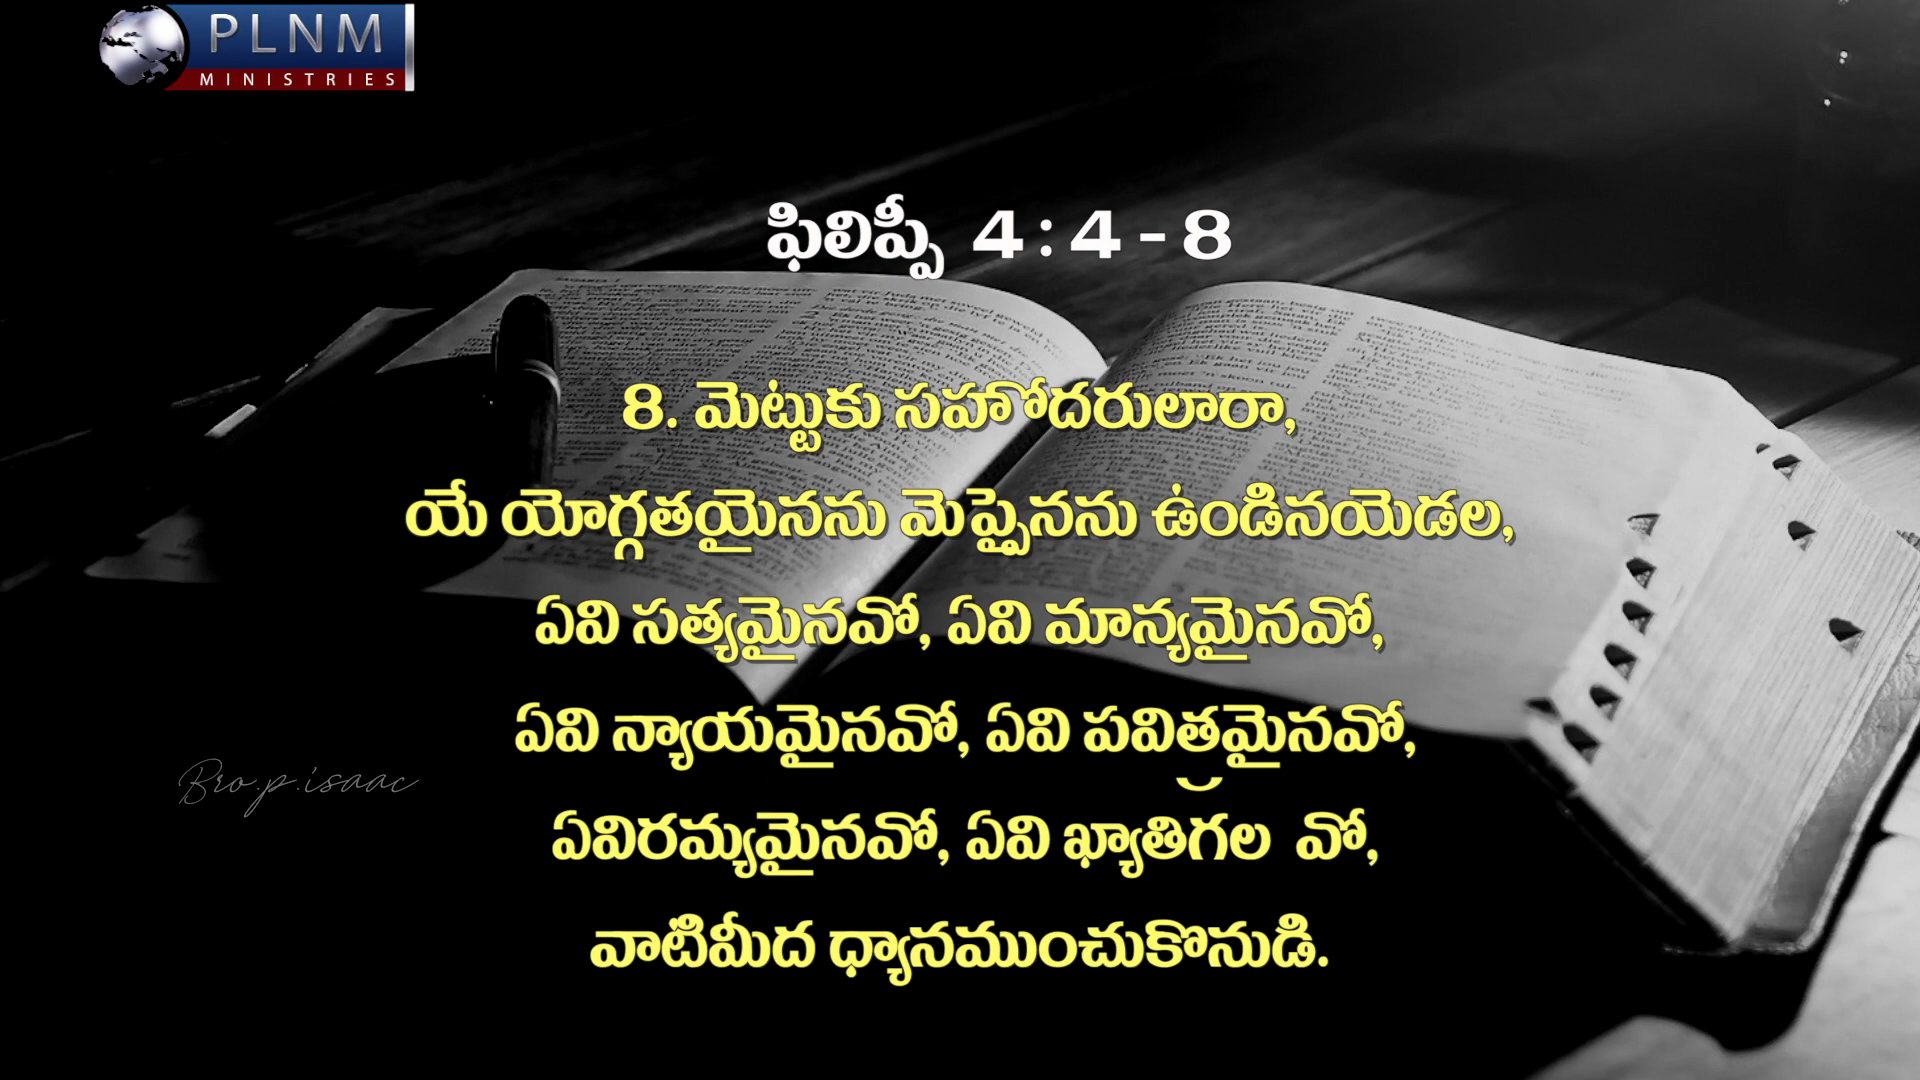 PLNM
MINISTRIES
ఫిలిప్పీ 4:4-8
8. మెట్టుకు సహోదరులారా,
యే యోగ్గతయైనను మెప్పైనను ఉండినయెడల,
ఏవి సత్యమైనవో, ఏవి మాన్యమైనవో,
ఏవి న్యాయమైనవో, ఏవి పవిత్రమైనవో,
Bro.p.isaac
ఏవిరమ్యమైనవో, ఏవి ఖ్యాతిగల వో,
వాటిమీద ధ్యానముంచుకొనుడి.